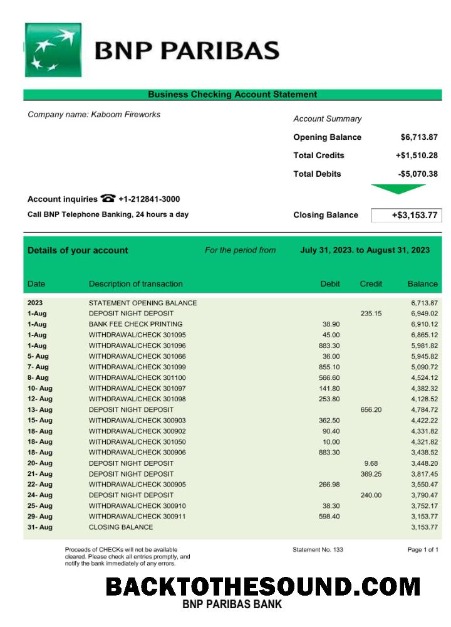 BNP PARIBAS
Business Checking Account Statement
Company name: Kaboom Fireworks
Account Summary
Opening Balance $6,713.87
Total Credits +$1,510.28
Total Debits -$5,070.38
Account inquiries ☎ +1-212841-3000
Call BNP Telephone Banking, 24 hours a day
Closing Balance +$3,153.77
Details of your account For the period from July 31, 2023. to August 31, 2023
Date Description of transaction Debit Credit Balance
2023 STATEMENT OPENING BALANCE 6,713.87
1-Aug DEPOSIT NIGHT DEPOSIT 235.15 6,949.02
1-Aug BANK FEE CHECK PRINTING 38.90 6,910.12
1-Aug WITHDRAWAL/CHECK 301095 45.00 6,865.12
1-Aug WITHDRAWAL/CHECK 301096 883.30 5,981.82
5- Aug WITHDRAWAL/CHECK 301066 36.00 5,945.82
7- Aug WITHDRAWAL/CHECK 301099 855.10 5,090.72
8- Aug WITHDRAWAL/CHECK 301100 566.60 4,524.12
10- Aug WITHDRAWAL/CHECK 301097 141.80 4,382.32
12- Aug WITHDRAWAL/CHECK 301098 253.80 4,128.52
13- Aug DEPOSIT NIGHT DEPOSIT 656.20 4,784.72
15- Aug WITHDRAWAL/CHECK 300903 362.50 4,422.22
18- Aug WITHDRAWAL/CHECK 300902 90.40 4,331.82
18- Aug WITHDRAWAL/CHECK 301050 10.00 4,321.82
18- Aug WITHDRAWAL/CHECK 300906 883.30 3,438.52
20- Aug DEPOSIT NIGHT DEPOSIT 9.68 3,448.20
21- Aug DEPOSIT NIGHT DEPOSIT 369.25 3,817.45
22- Aug WITHDRAWAL/CHECK 300905 266.98 3,550.47
24- Aug DEPOSIT NIGHT DEPOSIT 240.00 3,790.47
25- Aug WITHDRAWAL/CHECK 300910 38.30 3,752.17
29- Aug WITHDRAWAL/CHECK 300911 598.40 3,153.77
31- Aug CLOSING BALANCE 3,153.77
Proceeds of CHECKs will not be available
cleared. Please check all entries promptly, and
notify the bank immediately of any errors.
Statement No. 133 Page 1 of 1
BACKTOTHESOUND.COM
BNP PARIBAS BANK